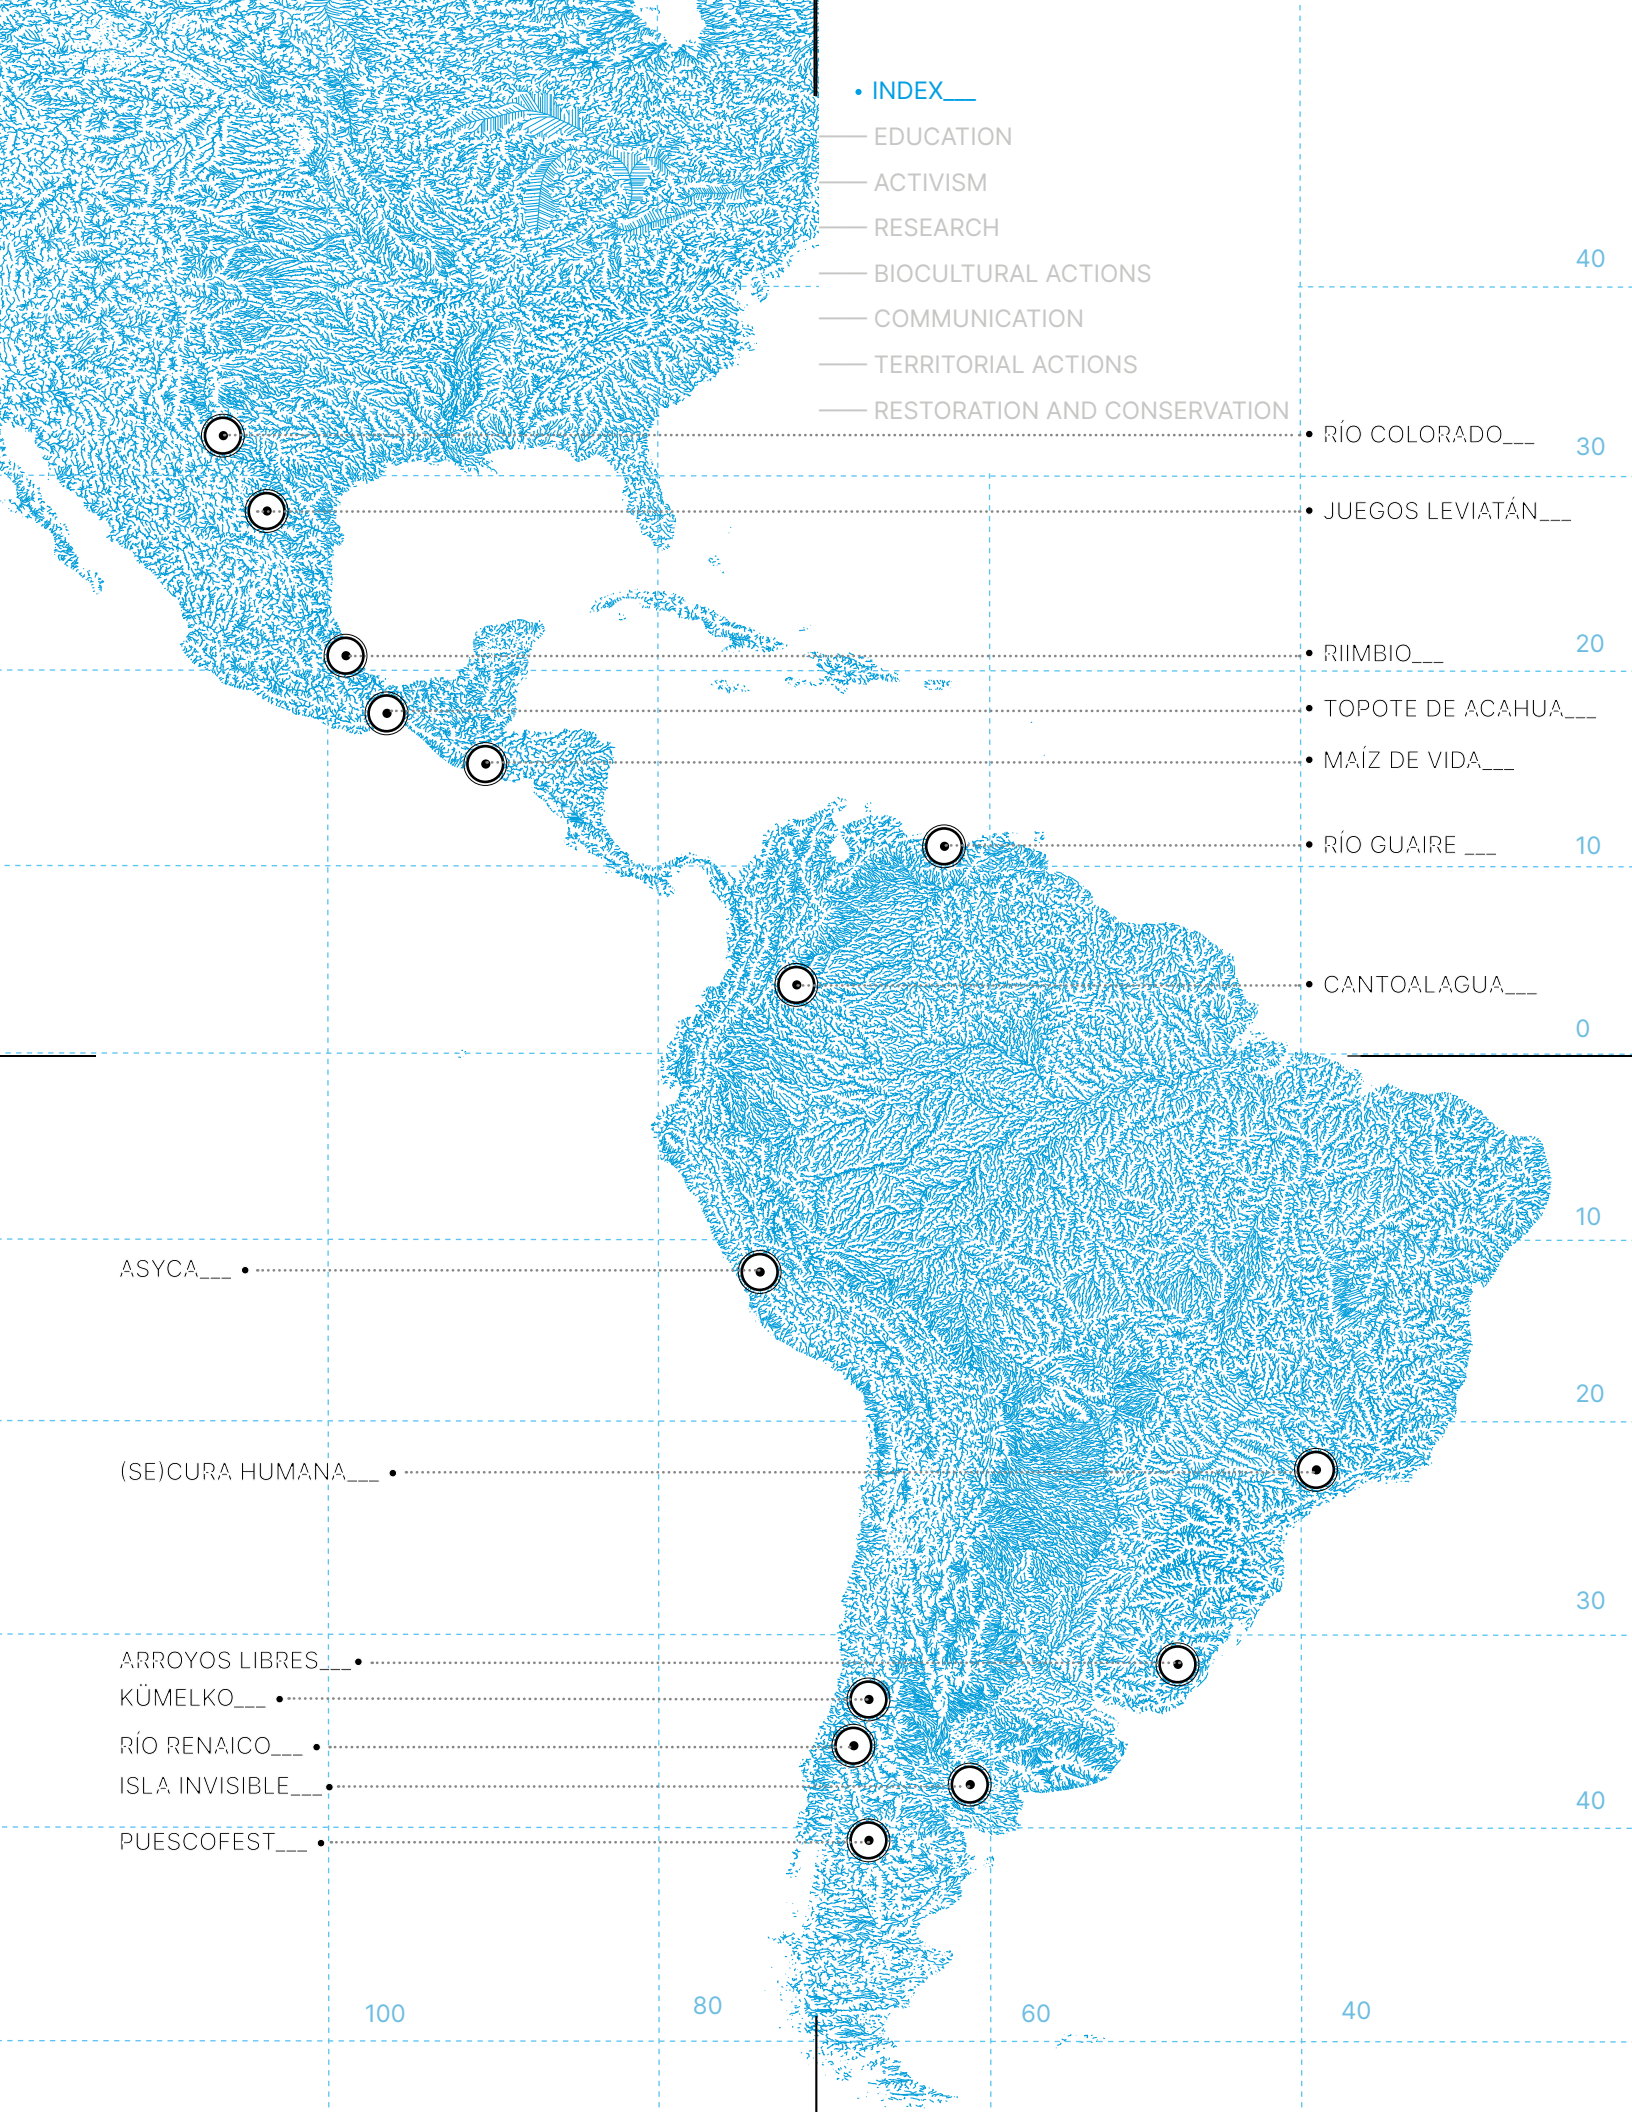 • INDEX___
EDUCATION
ACTIVISM
RESEARCH
BIOCULTURAL ACTIONS
40
COMMUNICATION
TERRITORIAL ACTIONS
RESTORATION AND CONSERVATION
• RÍO COLORADO___
30
• JUEGOS LEVIATÁN___
20
• RIIMBIO___
• TOPOTE DE ACAHUA___
• MAÍZ DE VIDA___
• RÍO GUAIRE ___
10
• CANTOALAGUA___
0
10
ASYCA___ •
20
(SE)CURA HUMANA___ •
30
ARROYOS LIBRES___•
KÜMELKO___ •
RÍO RENAICO___ •
ISLA INVISIBLE___•
40
PUESCOFEST___ •
100
80
60
40